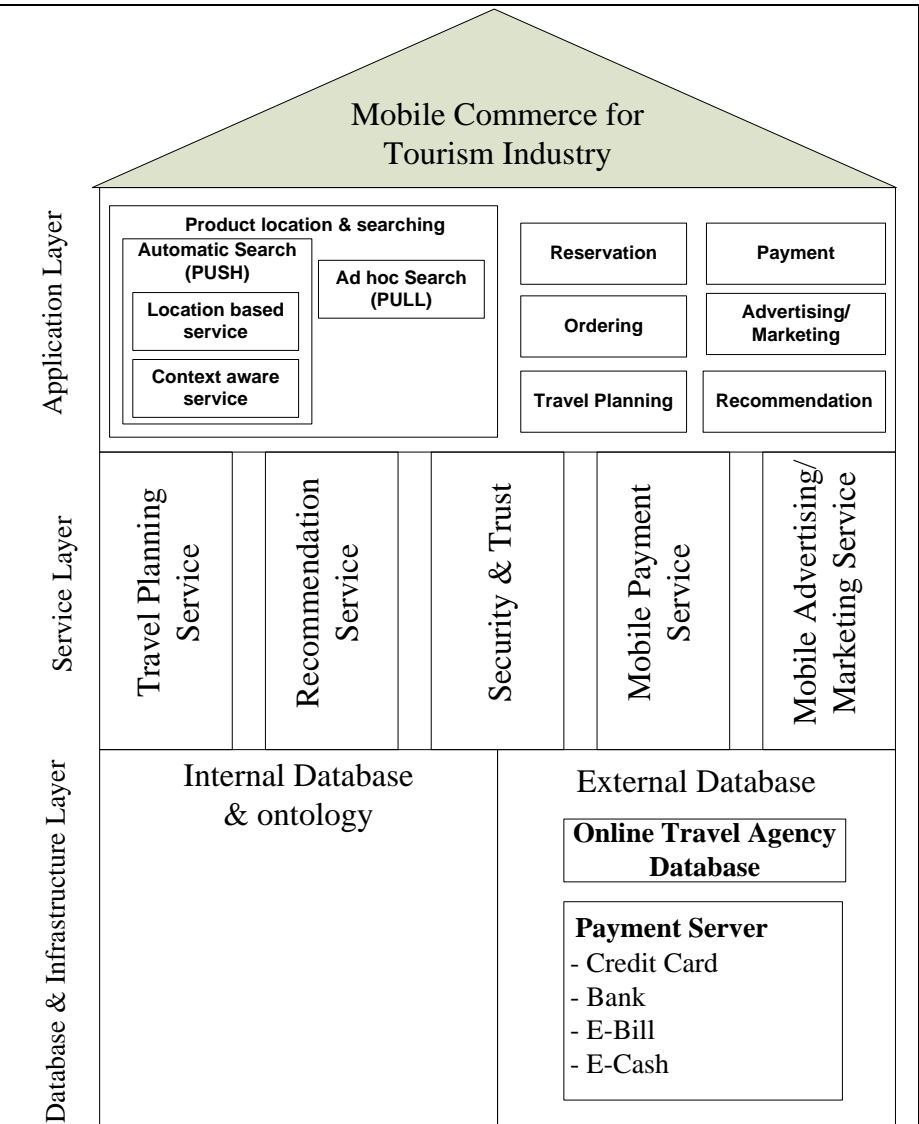 Mobile Commerce for
Tourism Industry
Application Layer
Product location & searching
Automatic Search
(PUSH)
Location based
service
Context aware
service
Ad hoc Search
(PULL)
Reservation
Payment
Ordering
Advertising/
Marketing
Travel Planning
Recommendation
Service Layer
Travel Planning
Service
Recommendation
Service
Security & Trust
Mobile Payment
Service
Mobile Advertising/
Marketing Service
Database & Infrastructure Layer
Internal Database
& ontology
External Database
Online Travel Agency
Database
Payment Server
- Credit Card
- Bank
- E-Bill
- E-Cash